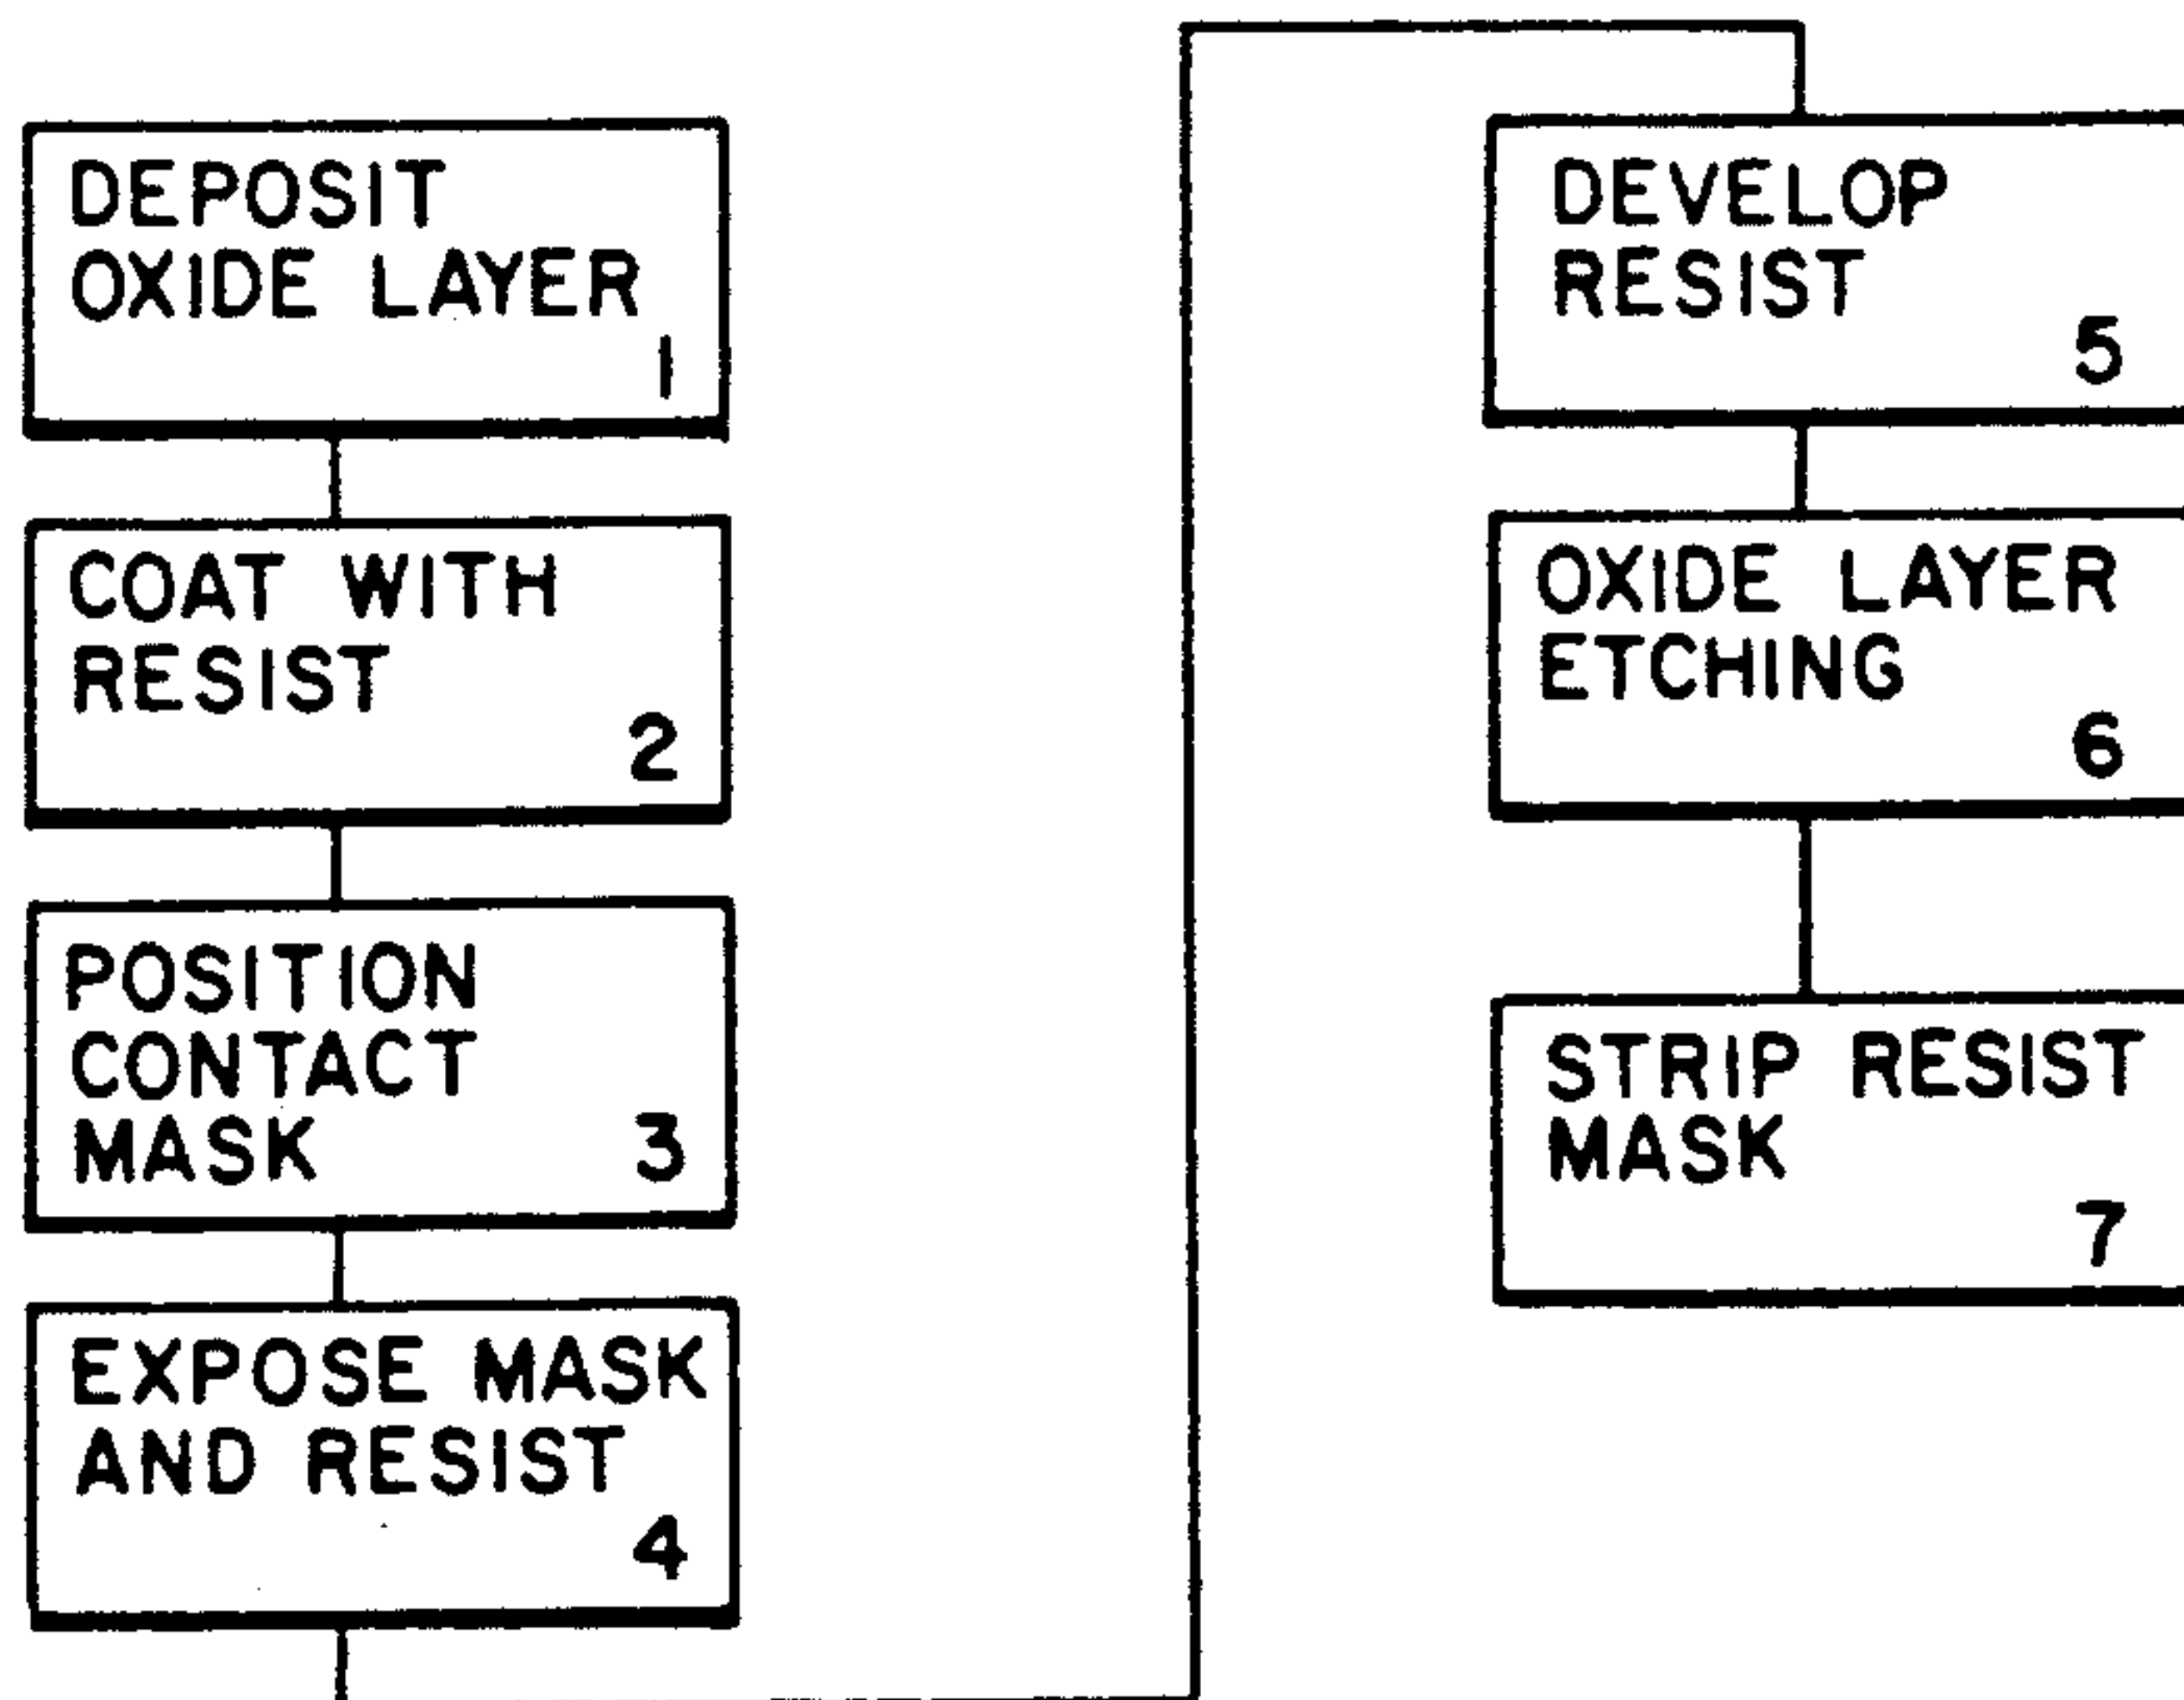 DEPOSIT
OXIDE LAYER
1
COAT WITH
RESIST
2
POSITION
CONTACT
MASK 3
EXPOSE MASK
AND RESIST
4
DEVELOP
RESIST
5
OXIDE LAYER
ETCHING
6
STRIP RESIST
MASK
7